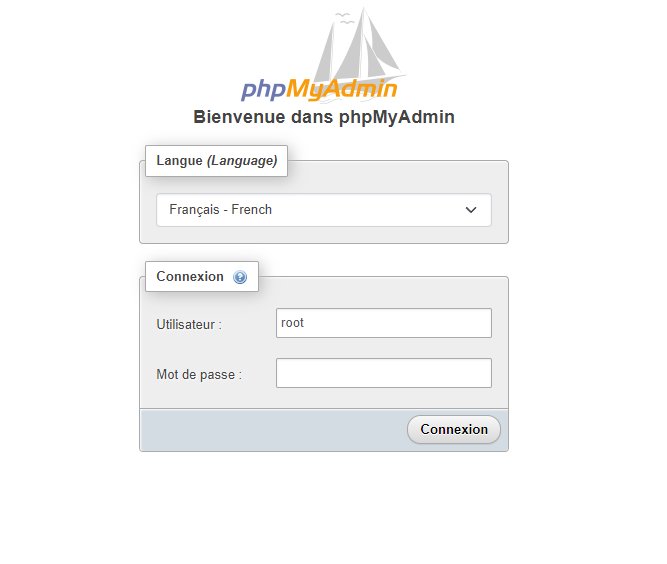 phpMyAdmin
Bienvenue dans phpMyAdmin
Langue (Language)
Français - French
Connexion
Utilisateur :
root
Mot de passe :
Connexion